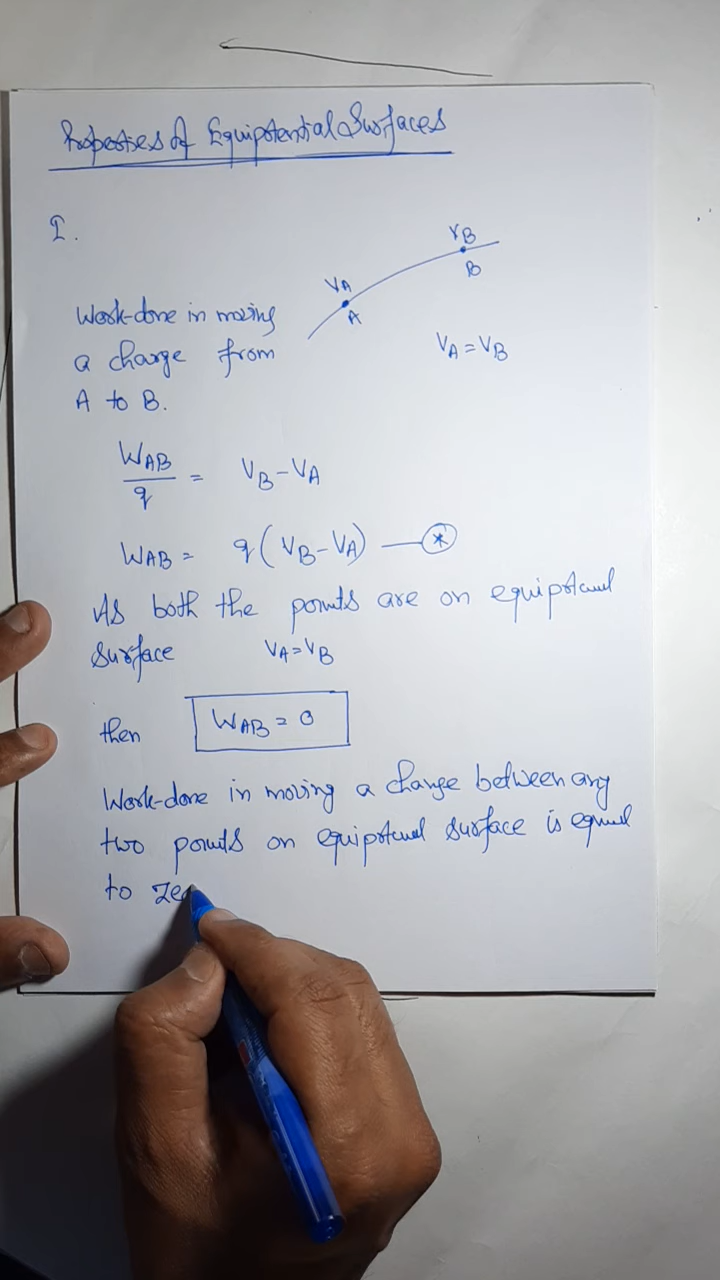 Properties of Equipotential Surfaces
I.
VA
A
VB
B
VA = VB
Work-done in moving
a charge from
A to B.
WAB/q = VB - VA
WAB = q(VB - VA) — *
As both the points are on equipotenial
surface VA = VB
then WAB = 0
Work-done in moving a charge between any
two points on equipotenial surface is equal
to ze